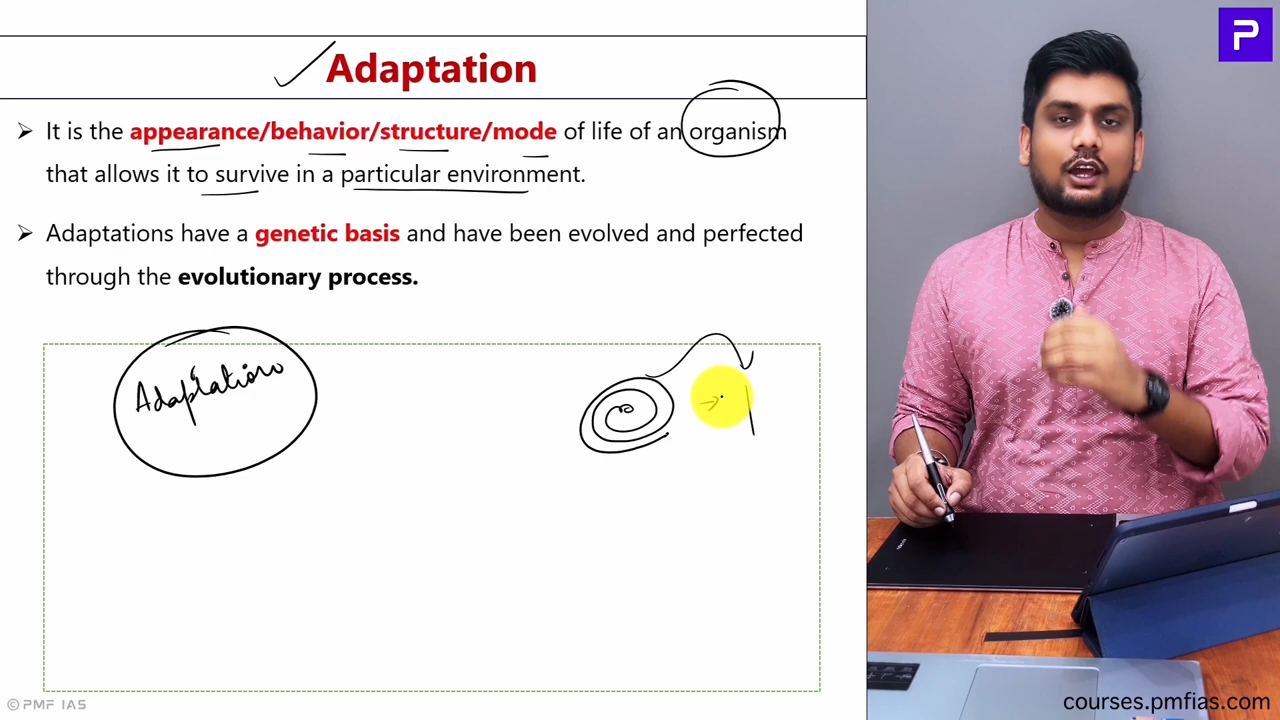 P
Adaptation
➢ It is the appearance/behavior/structure/mode of life of an organism
that allows it to survive in a particular environment.
➢ Adaptations have a genetic basis and have been evolved and perfected
through the evolutionary process.
Adaptation
© PMF IAS
courses.pmfias.com